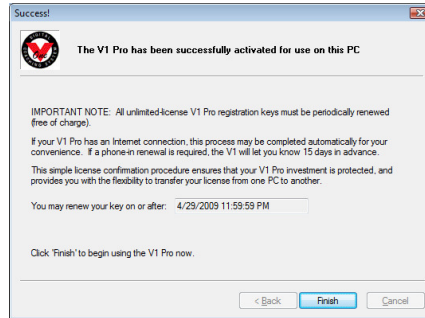 Success!
The V1 Pro has been successfully activated for use on this PC
IMPORTANT NOTE: All unlimited-license V1 Pro registration keys must be periodically renewed
(free of charge).
If your V1 Pro has an Internet connection, this process may be completed automatically for your
convenience. If a phone-in renewal is required, the V1 will let you know 15 days in advance.
This simple license confirmation procedure ensures that your V1 Pro investment is protected, and
provides you with the flexibility to transfer your license from one PC to another.
You may renew your key on or after: 4/29/2009 11:59:59 PM
Click 'Finish' to begin using the V1 Pro now.
< Back Finish Cancel